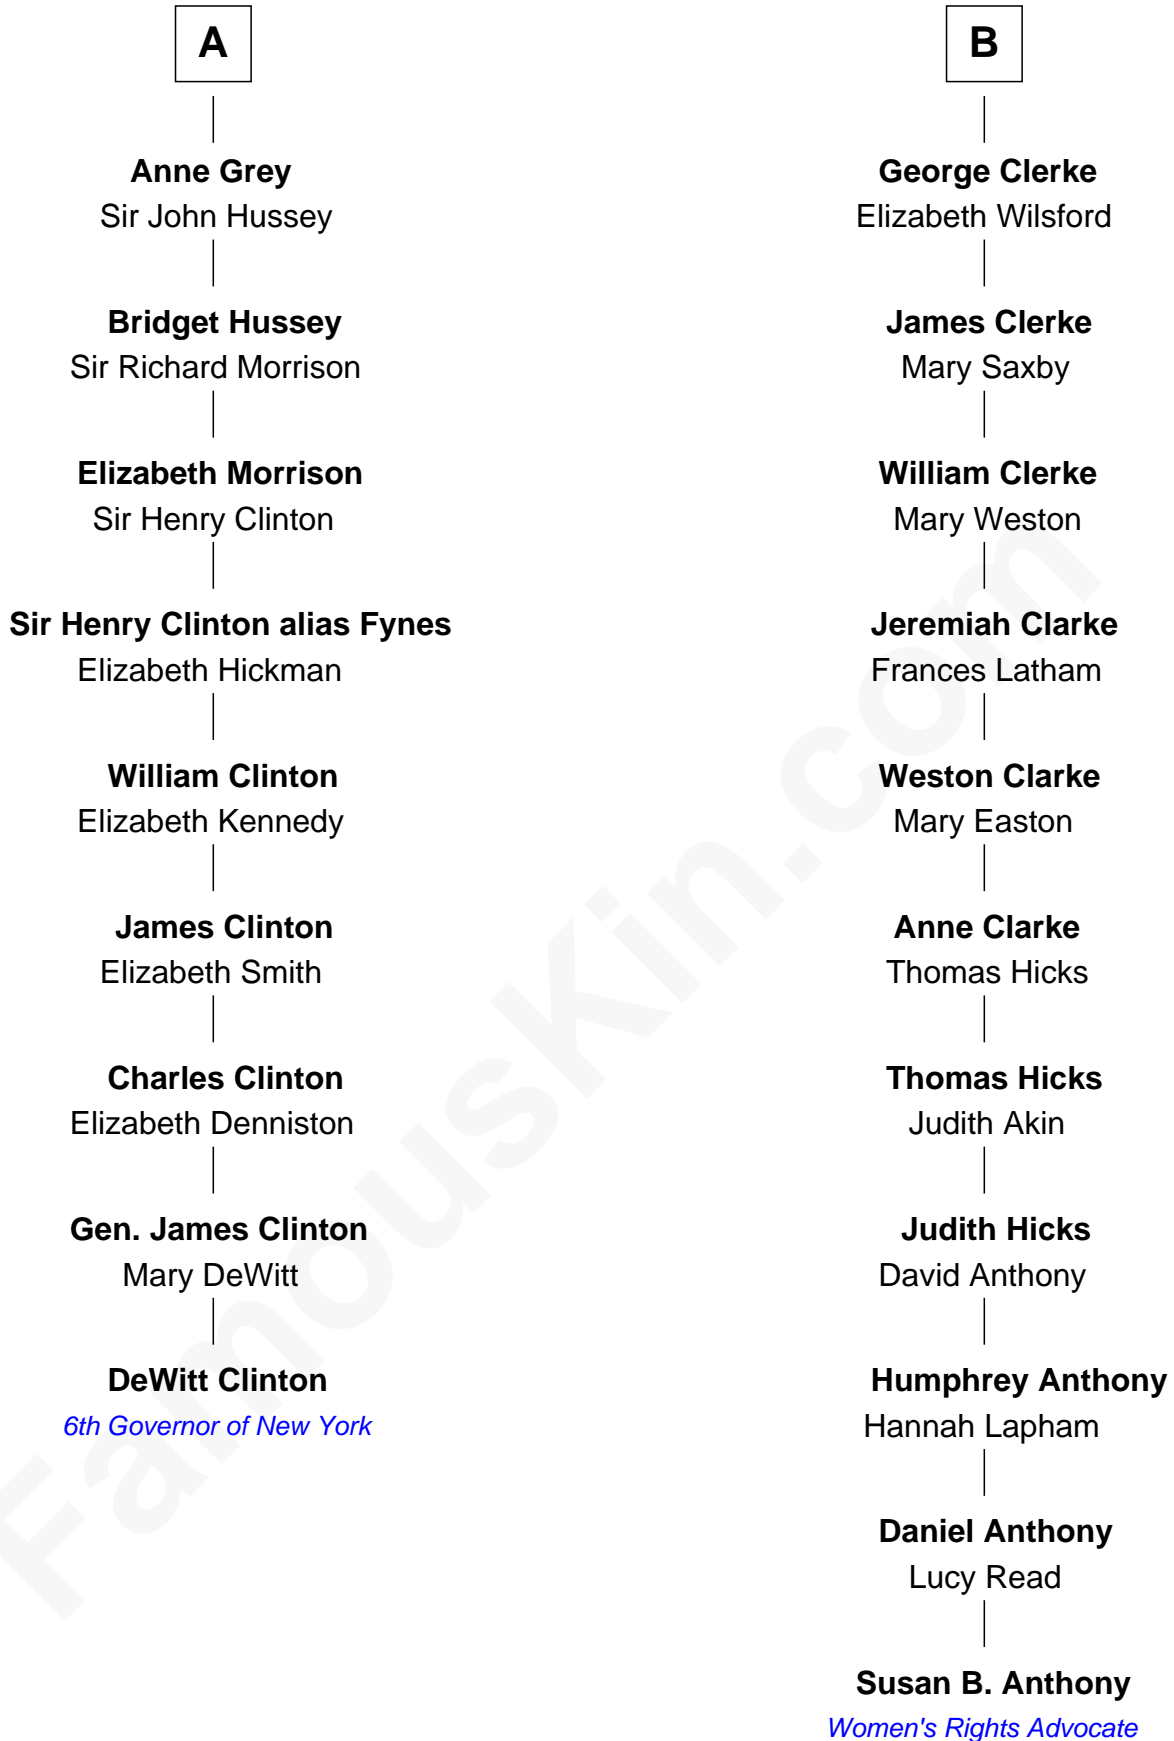 A
Anne Grey
Sir John Hussey
Bridget Hussey
Sir Richard Morrison
Elizabeth Morrison
Sir Henry Clinton
Sir Henry Clinton alias Fynes
Elizabeth Hickman
William Clinton
Elizabeth Kennedy
James Clinton
Elizabeth Smith
Charles Clinton
Elizabeth Denniston
Gen. James Clinton
Mary DeWitt
DeWitt Clinton
6th Governor of New York
B
George Clerke
Elizabeth Wilsford
James Clerke
Mary Saxby
William Clerke
Mary Weston
Jeremiah Clarke
Frances Latham
Weston Clarke
Mary Easton
Anne Clarke
Thomas Hicks
Thomas Hicks
Judith Akin
Judith Hicks
David Anthony
Humphrey Anthony
Hannah Lapham
Daniel Anthony
Lucy Read
Susan B. Anthony
Women's Rights Advocate
FamousKin.com